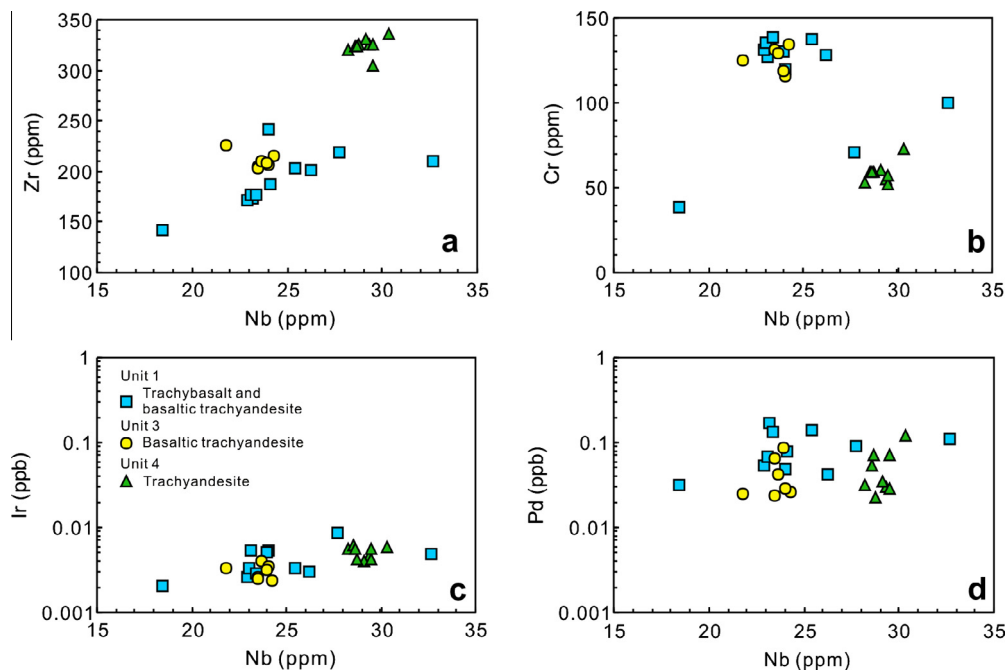 350
300
250
200
150
100
Zr (ppm)
a
15 20 25 30 35
Nb (ppm)
150
100
50
0
Cr (ppm)
b
15 20 25 30 35
Nb (ppm)
1
0.1
0.01
0.001
Ir (ppb)
Unit 1
Trachybasalt and
basaltic trachyandesite
Unit 3
Basaltic trachyandesite
Unit 4
Trachyandesite
c
15 20 25 30 35
Nb (ppm)
1
0.1
0.01
0.001
Pd (ppb)
d
15 20 25 30 35
Nb (ppm)